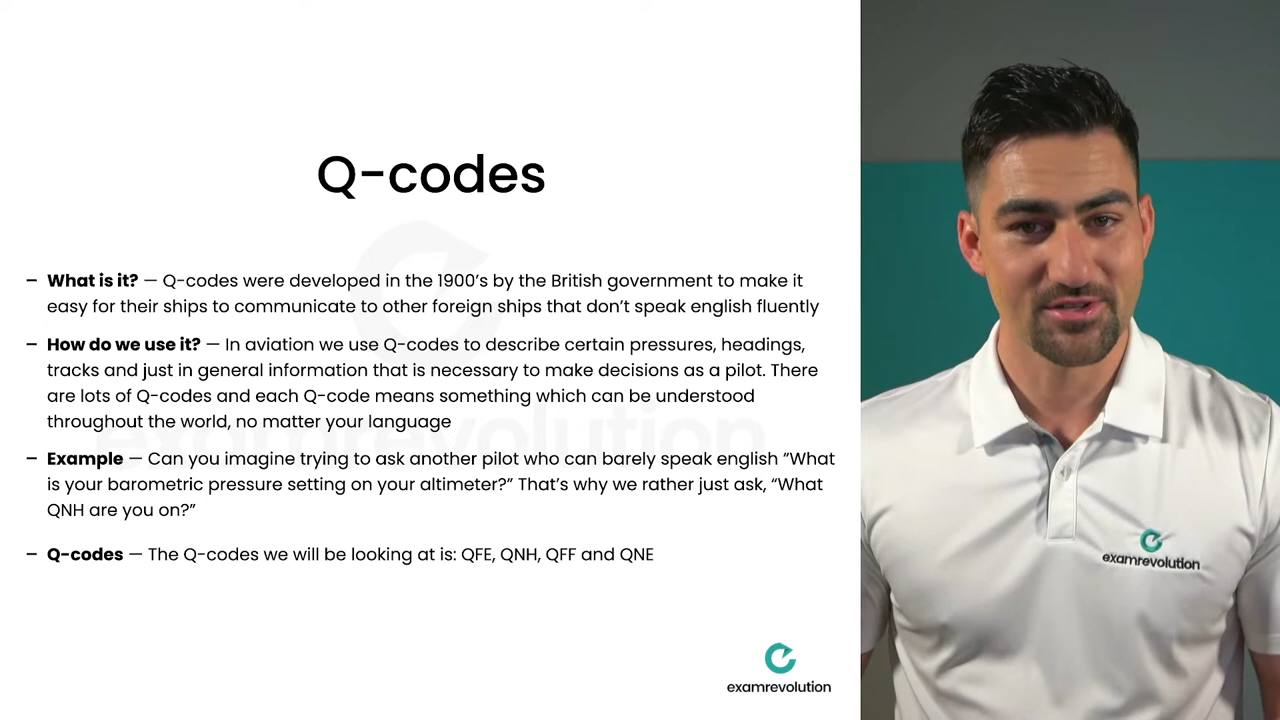 Q-codes
– What is it? — Q-codes were developed in the 1900's by the British government to make it
easy for their ships to communicate to other foreign ships that don't speak english fluently
– How do we use it? — In aviation we use Q-codes to describe certain pressures, headings,
tracks and just in general information that is necessary to make decisions as a pilot. There
are lots of Q-codes and each Q-code means something which can be understood
throughout the world, no matter your language
– Example — Can you imagine trying to ask another pilot who can barely speak english ”What
is your barometric pressure setting on your altimeter?” That's why we rather just ask, “What
QNH are you on?”
– Q-codes — The Q-codes we will be looking at is: QFE, QNH, QFF and QNE
examrevolution
examrevolution
examrevolution